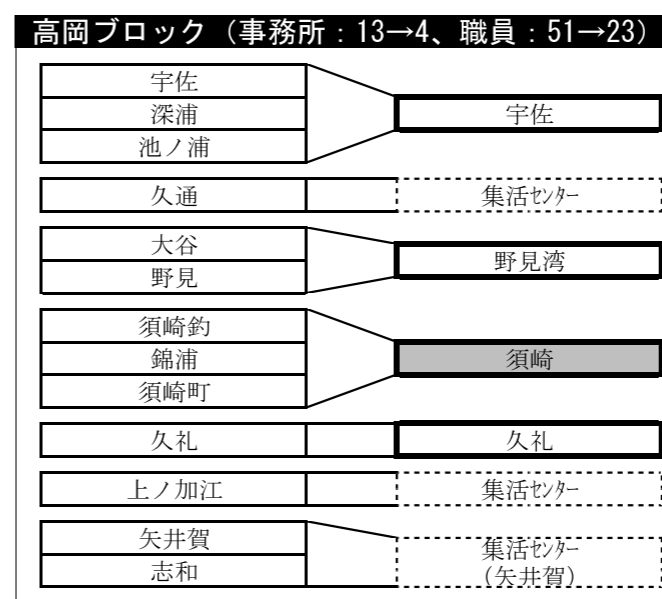 高岡ブロック（事務所：13→4、職員：51→23）
宇佐
深浦
池ノ浦
宇佐
久通
集活ｾﾝﾀｰ
大谷
野見
野見湾
須崎釣
錦浦
須崎町
須崎
久礼
久礼
上ノ加江
集活ｾﾝﾀｰ
矢井賀
志和
集活ｾﾝﾀｰ
（矢井賀）